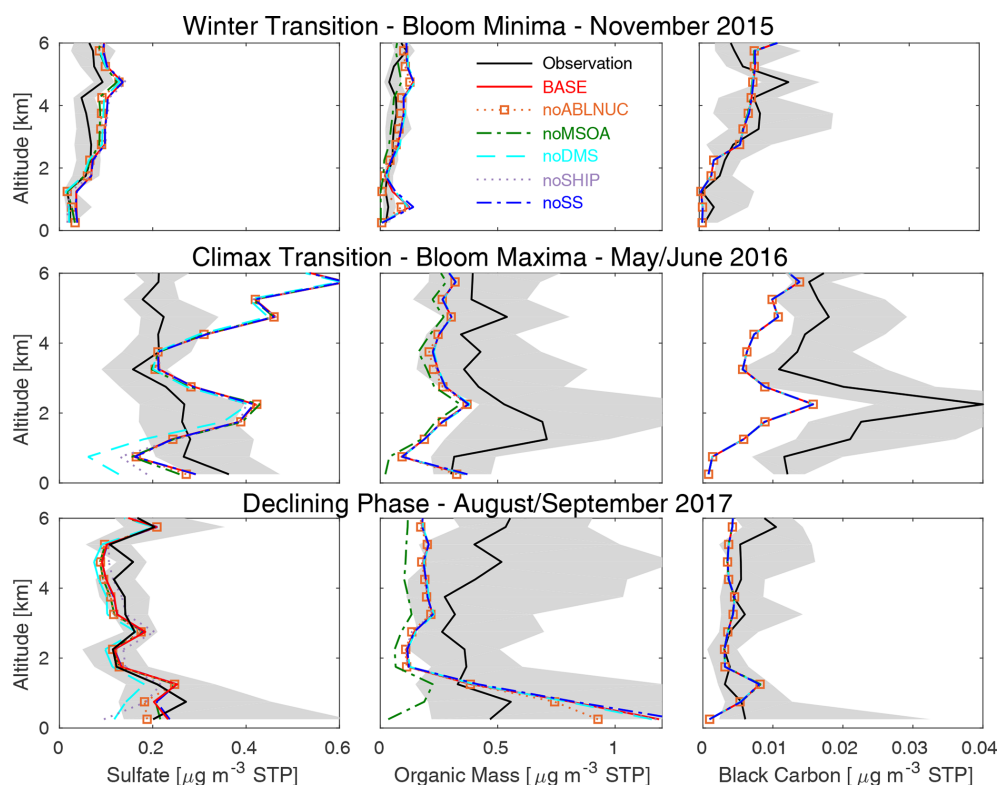 Winter Transition - Bloom Minima - November 2015
6
4
2
0
Altitude [km]
Observation
BASE
noABLNUC
noMSOA
noDMS
noSHIP
noSS
Climax Transition - Bloom Maxima - May/June 2016
6
4
2
0
Altitude [km]
Declining Phase - August/September 2017
6
4
2
0
Altitude [km]
0 0.2 0.4 0.6
Sulfate [ μg m⁻³ STP]
0 0.5 1
Organic Mass [ μg m⁻³ STP]
0 0.01 0.02 0.03 0.04
Black Carbon [ μg m⁻³ STP]